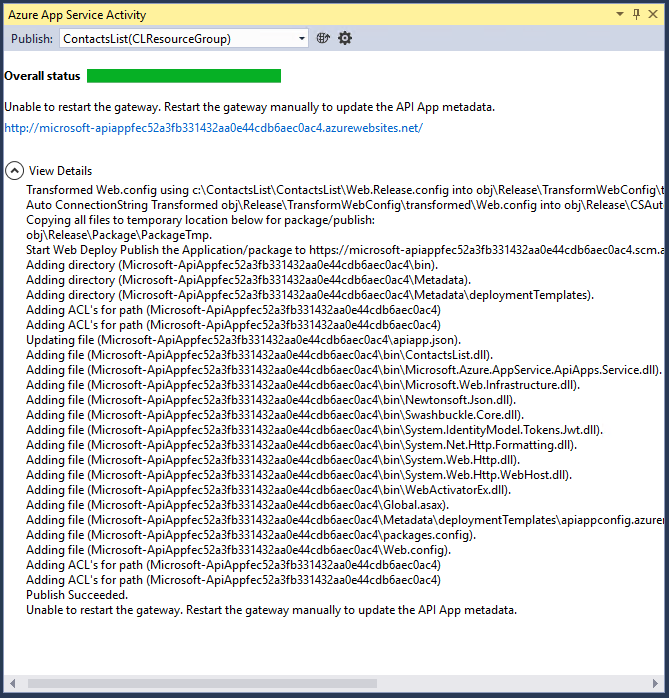 Azure App Service Activity
Publish: ContactsList(CLResourceGroup)
Overall status
Unable to restart the gateway. Restart the gateway manually to update the API App metadata.
http://microsoft-apiappfec52a3fb331432aa0e44cdb6aec0ac4.azurewebsites.net/
View Details
Transformed Web.config using c:\ContactsList\ContactsList\Web.Release.config into obj\Release\TransformWebConfig\t
Auto ConnectionString Transformed obj\Release\TransformWebConfig\transformed\Web.config into obj\Release\CSAut
Copying all files to temporary location below for package/publish:
obj\Release\Package\PackageTmp.
Start Web Deploy Publish the Application/package to https://microsoft-apiappfec52a3fb331432aa0e44cdb6aec0ac4.scm.a
Adding directory (Microsoft-ApiAppfec52a3fb331432aa0e44cdb6aec0ac4\bin).
Adding directory (Microsoft-ApiAppfec52a3fb331432aa0e44cdb6aec0ac4\Metadata).
Adding directory (Microsoft-ApiAppfec52a3fb331432aa0e44cdb6aec0ac4\Metadata\deploymentTemplates).
Adding ACL's for path (Microsoft-ApiAppfec52a3fb331432aa0e44cdb6aec0ac4)
Adding ACL's for path (Microsoft-ApiAppfec52a3fb331432aa0e44cdb6aec0ac4)
Updating file (Microsoft-ApiAppfec52a3fb331432aa0e44cdb6aec0ac4\apiapp.json).
Adding file (Microsoft-ApiAppfec52a3fb331432aa0e44cdb6aec0ac4\bin\ContactsList.dll).
Adding file (Microsoft-ApiAppfec52a3fb331432aa0e44cdb6aec0ac4\bin\Microsoft.Azure.AppService.ApiApps.Service.dll).
Adding file (Microsoft-ApiAppfec52a3fb331432aa0e44cdb6aec0ac4\bin\Microsoft.Web.Infrastructure.dll).
Adding file (Microsoft-ApiAppfec52a3fb331432aa0e44cdb6aec0ac4\bin\Newtonsoft.Json.dll).
Adding file (Microsoft-ApiAppfec52a3fb331432aa0e44cdb6aec0ac4\bin\Swashbuckle.Core.dll).
Adding file (Microsoft-ApiAppfec52a3fb331432aa0e44cdb6aec0ac4\bin\System.IdentityModel.Tokens.Jwt.dll).
Adding file (Microsoft-ApiAppfec52a3fb331432aa0e44cdb6aec0ac4\bin\System.Net.Http.Formatting.dll).
Adding file (Microsoft-ApiAppfec52a3fb331432aa0e44cdb6aec0ac4\bin\System.Web.Http.dll).
Adding file (Microsoft-ApiAppfec52a3fb331432aa0e44cdb6aec0ac4\bin\System.Web.Http.WebHost.dll).
Adding file (Microsoft-ApiAppfec52a3fb331432aa0e44cdb6aec0ac4\bin\WebActivatorEx.dll).
Adding file (Microsoft-ApiAppfec52a3fb331432aa0e44cdb6aec0ac4\Global.asax).
Adding file (Microsoft-ApiAppfec52a3fb331432aa0e44cdb6aec0ac4\Metadata\deploymentTemplates\apiappconfig.azurer
Adding file (Microsoft-ApiAppfec52a3fb331432aa0e44cdb6aec0ac4\packages.config).
Adding file (Microsoft-ApiAppfec52a3fb331432aa0e44cdb6aec0ac4\Web.config).
Adding ACL's for path (Microsoft-ApiAppfec52a3fb331432aa0e44cdb6aec0ac4)
Adding ACL's for path (Microsoft-ApiAppfec52a3fb331432aa0e44cdb6aec0ac4)
Publish Succeeded.
Unable to restart the gateway. Restart the gateway manually to update the API App metadata.